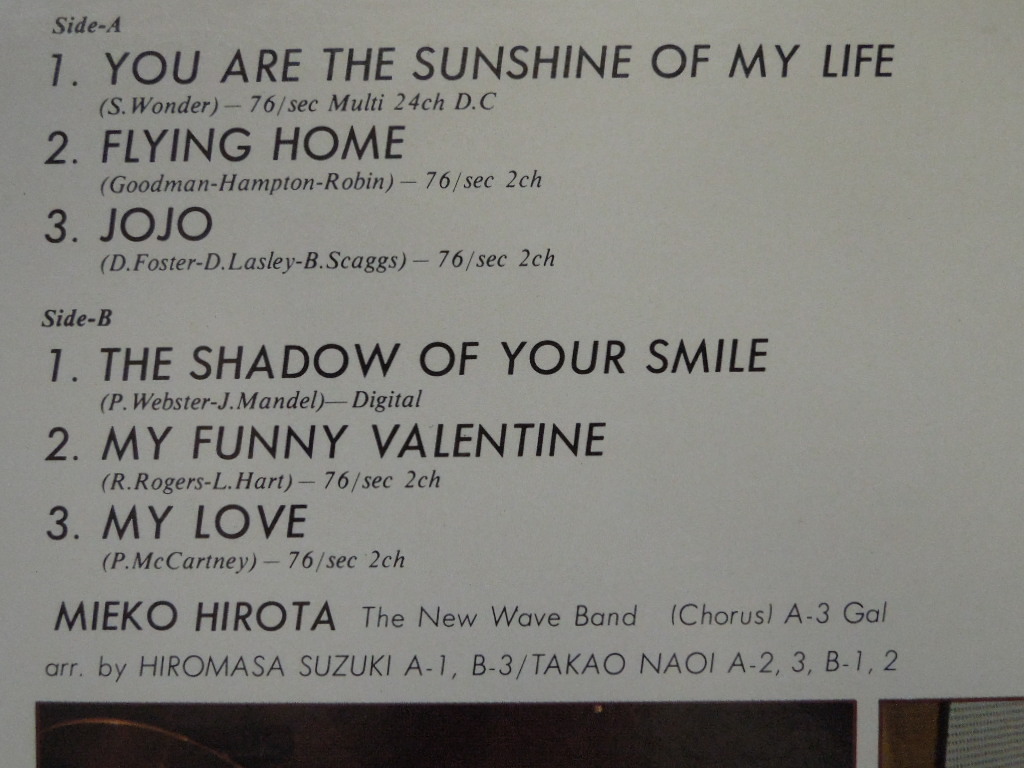 Side-A
1. YOU ARE THE SUNSHINE OF MY LIFE
(S.Wonder) — 76/sec Multi 24ch D.C
2. FLYING HOME
(Goodman-Hampton-Robin) — 76/sec 2ch
3. JOJO
(D.Foster-D.Lasley-B.Scaggs) — 76/sec 2ch
Side-B
1. THE SHADOW OF YOUR SMILE
(P.Webster-J.Mandel)— Digital
2. MY FUNNY VALENTINE
(R.Rogers-L.Hart) — 76/sec 2ch
3. MY LOVE
(P.McCartney) — 76/sec 2ch
MIEKO HIROTA The New Wave Band (Chorus) A-3 Gal
arr. by HIROMASA SUZUKI A-1, B-3/TAKAO NAOI A-2, 3, B-1, 2